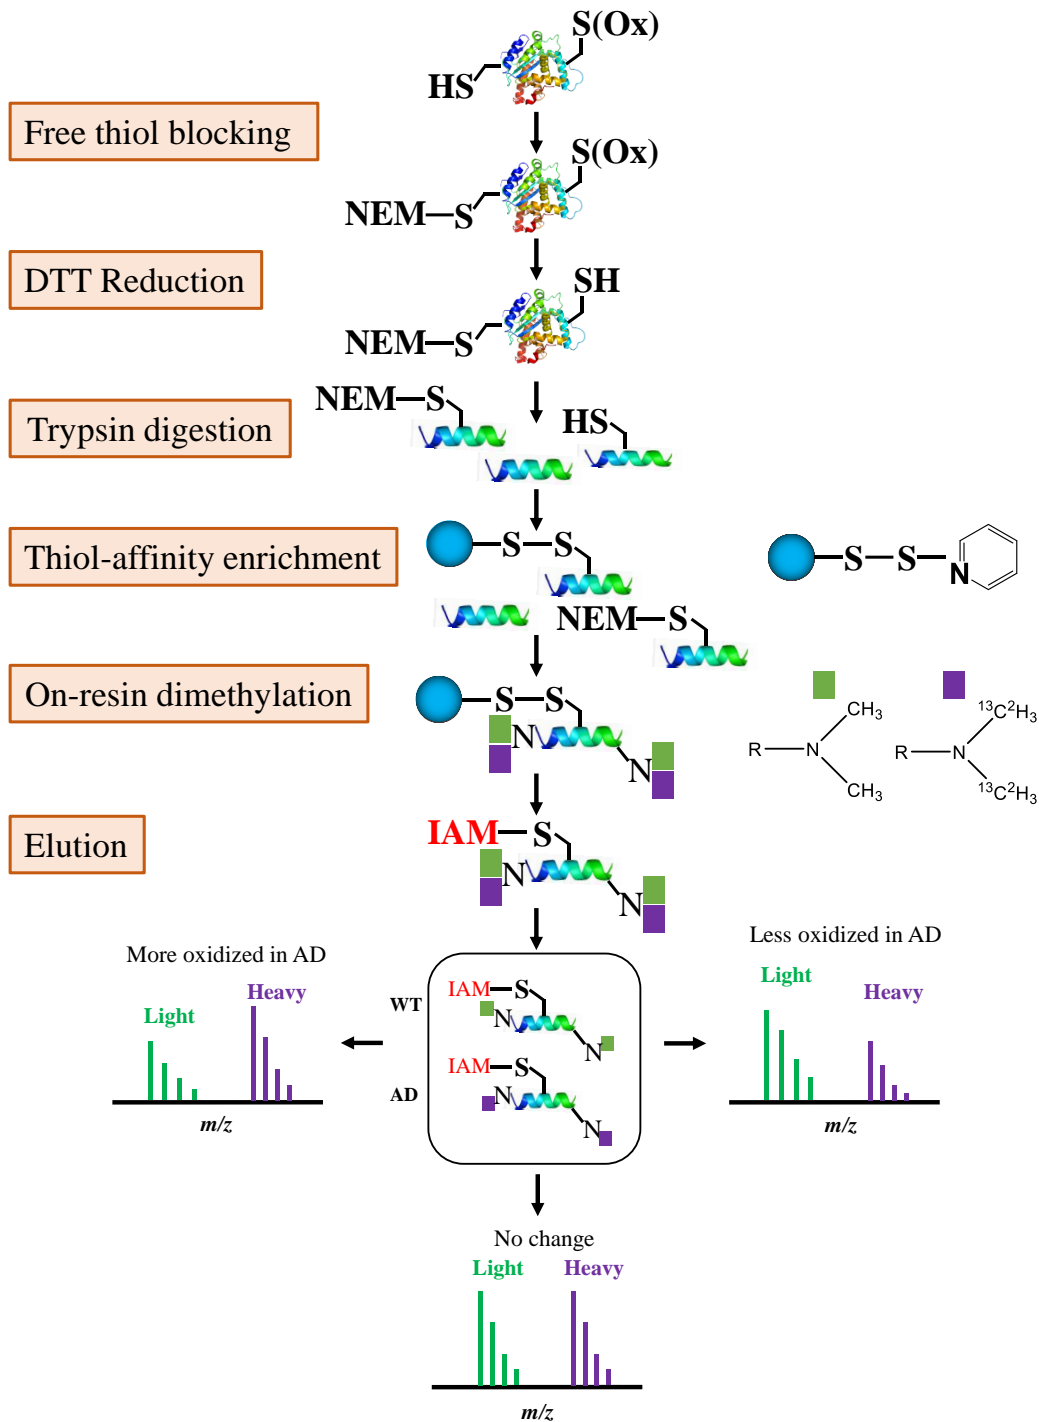 S(Ox)
HS
Free thiol blocking
S(Ox)
NEM—S
DTT Reduction
SH
NEM—S
NEM—S
Trypsin digestion
HS
Thiol-affinity enrichment
S—S
S—S—N
NEM—S
On-resin dimethylation
S—S
N
N
CH₃
R—N
CH₃
¹³C²H₃
R—N
¹³C²H₃
Elution
IAM—S
N
N
More oxidized in AD
Light
Heavy
m/z
WT
IAM—S
N
N
AD
IAM—S
N
N
Less oxidized in AD
Light
Heavy
m/z
No change
Light
Heavy
m/z